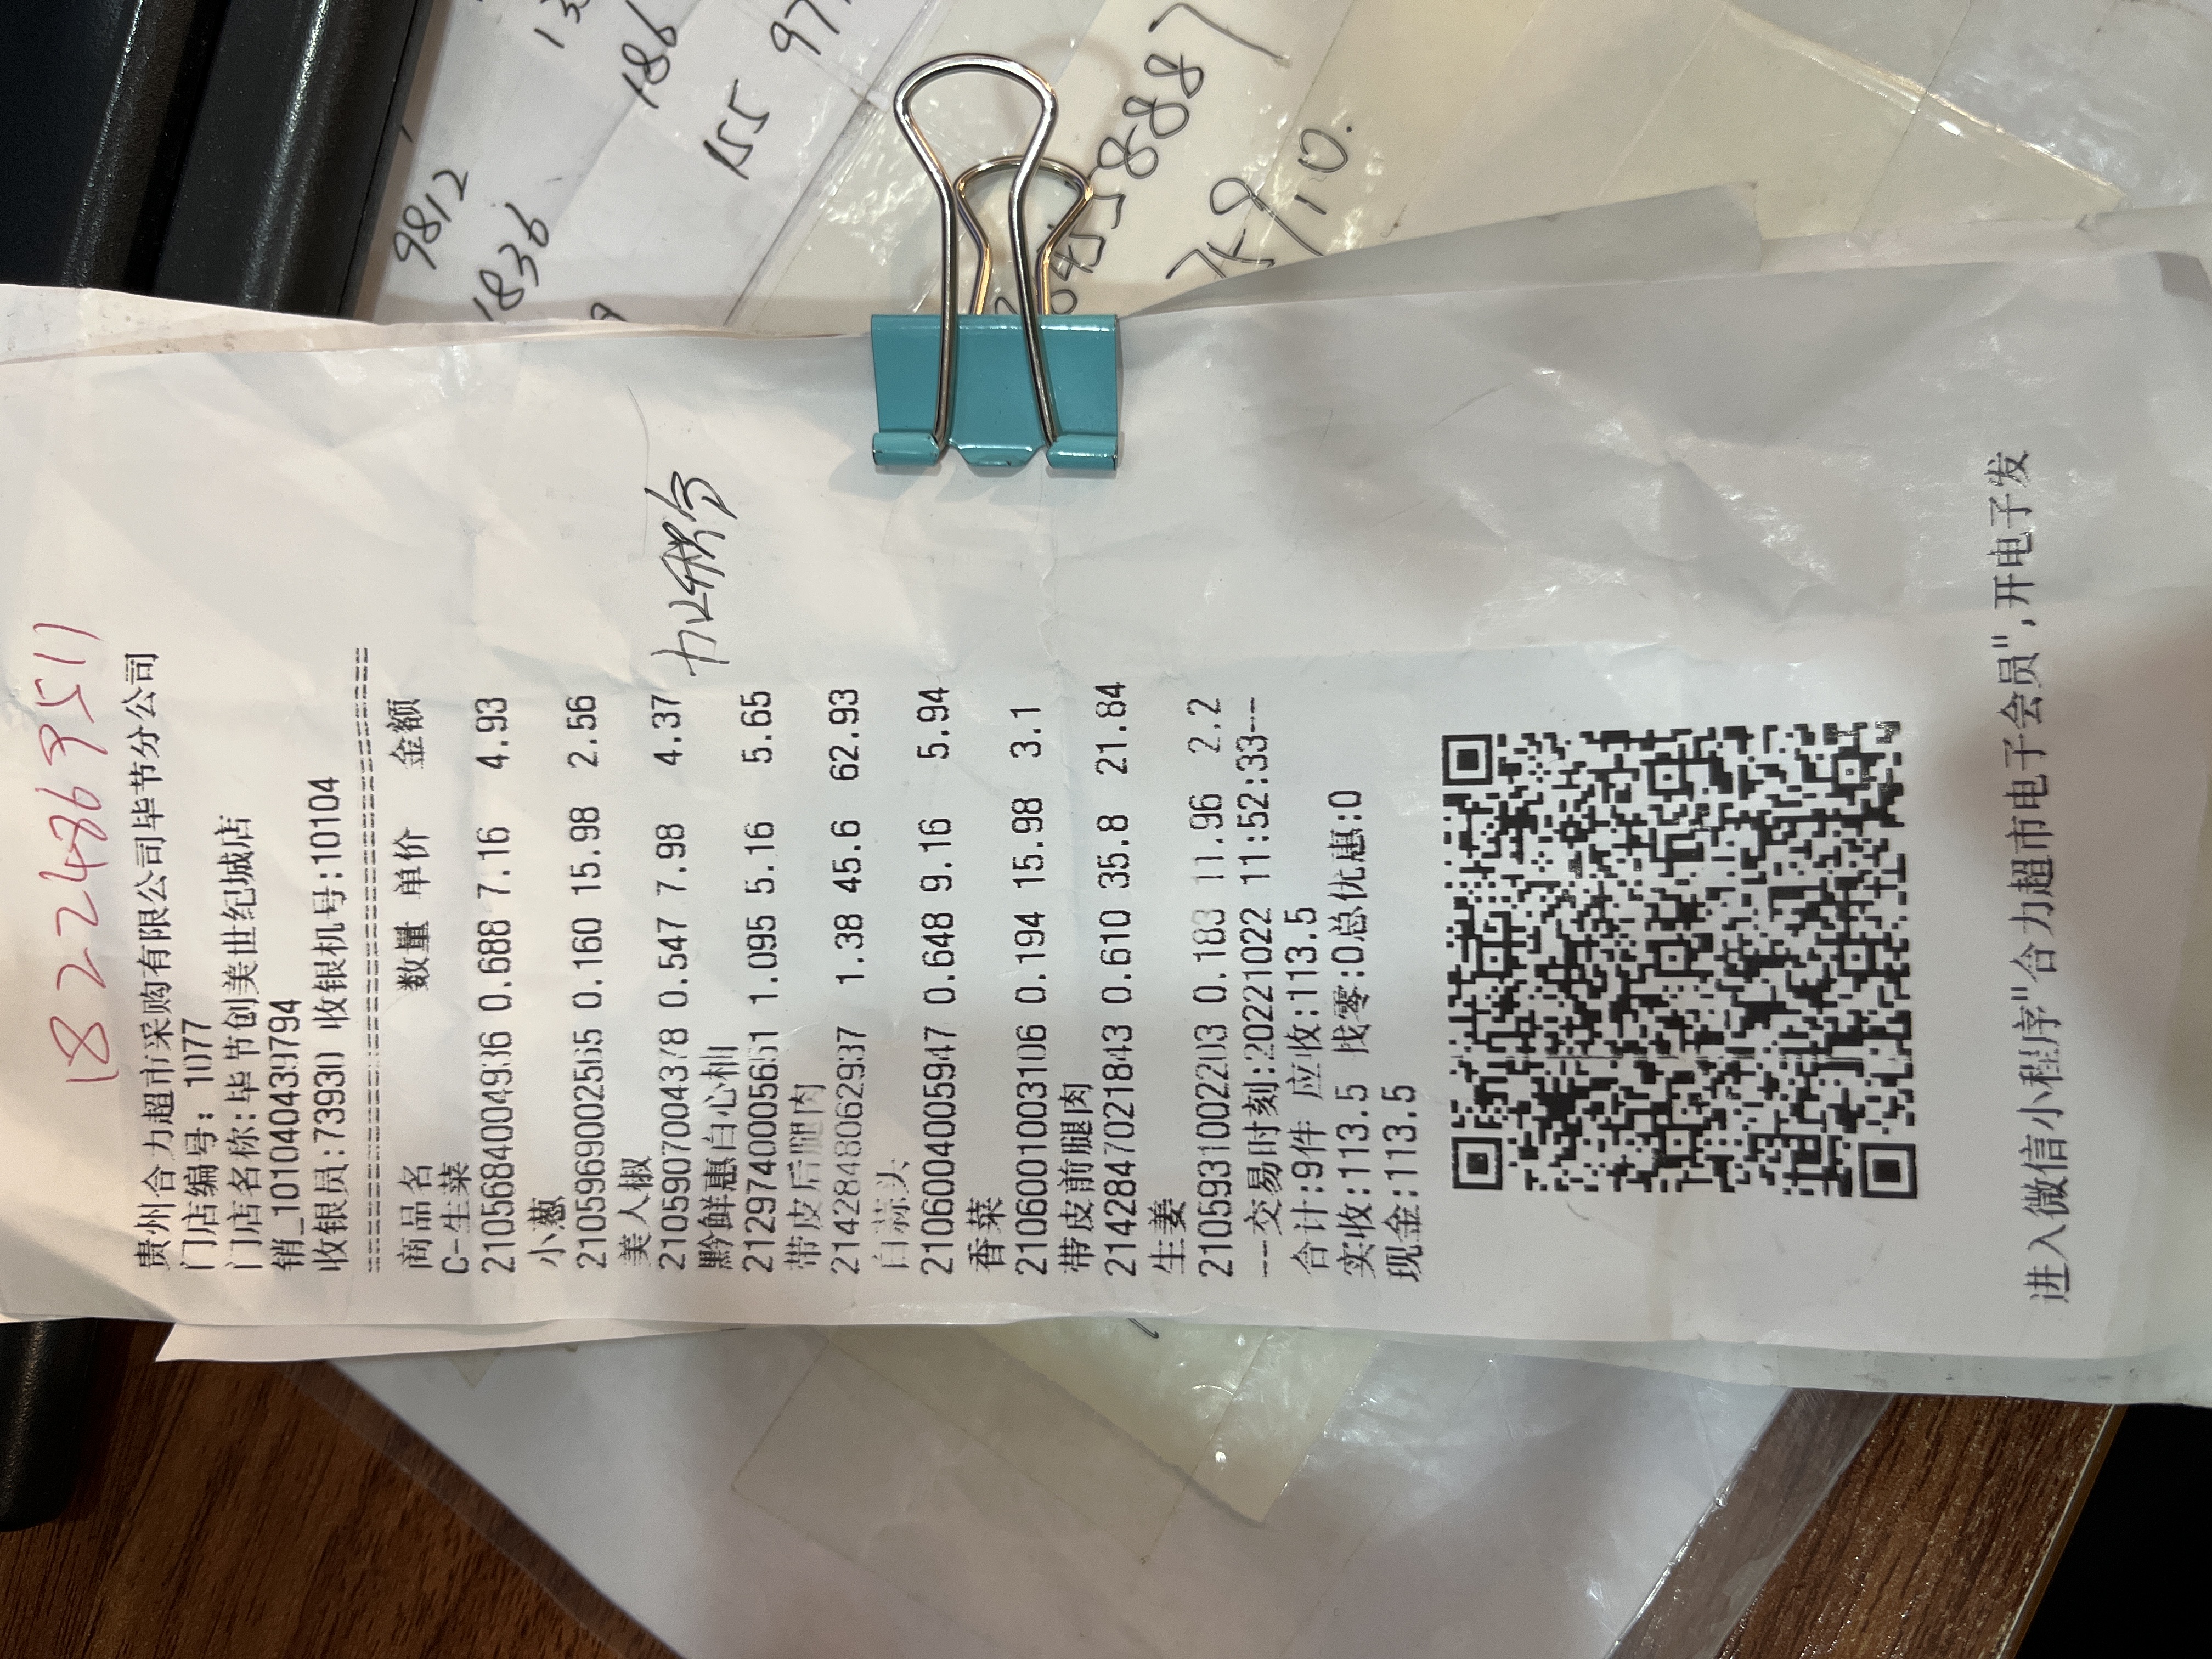 18224869511
贵州合力超市采购有限公司毕节分公司
门店编号: 1077
门店名称:毕节创美世纪城店
销_101040439794
收银员:73930 收银机号:10104
商品名 数量 单价 金额
C-生菜
2105684004936 0.688 7.16 4.93
小葱
2105969002565 0.160 15.98 2.56
美人椒
2105907004378 0.547 7.98 4.37
加积分
黔鲜惠白心柚
2129740005651 1.095 5.16 5.65
带皮后腿肉
2142848062937 1.38 45.6 62.93
白蒜头
2106004005947 0.648 9.16 5.94
香菜
2106001003106 0.194 15.98 3.1
带皮前腿肉
2142847021843 0.610 35.8 21.84
生姜
2105931002203 0.183 11.96 2.2
--交易时刻:20221022 11:52:33--
合计:9件 应收:113.5
实收:113.5 找零:0总优惠:0
现金:113.5
进入微信小程序"合力超市电子会员",开电子发
9812
1836
186
155